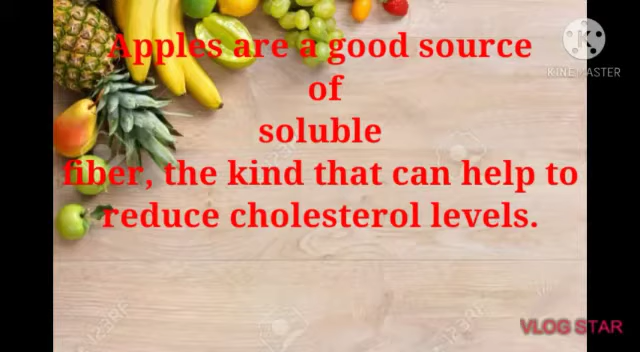 Apples are a good source
of
soluble
fiber, the kind that can help to
reduce cholesterol levels.
KINEMASTER
VLOG STAR
123RF